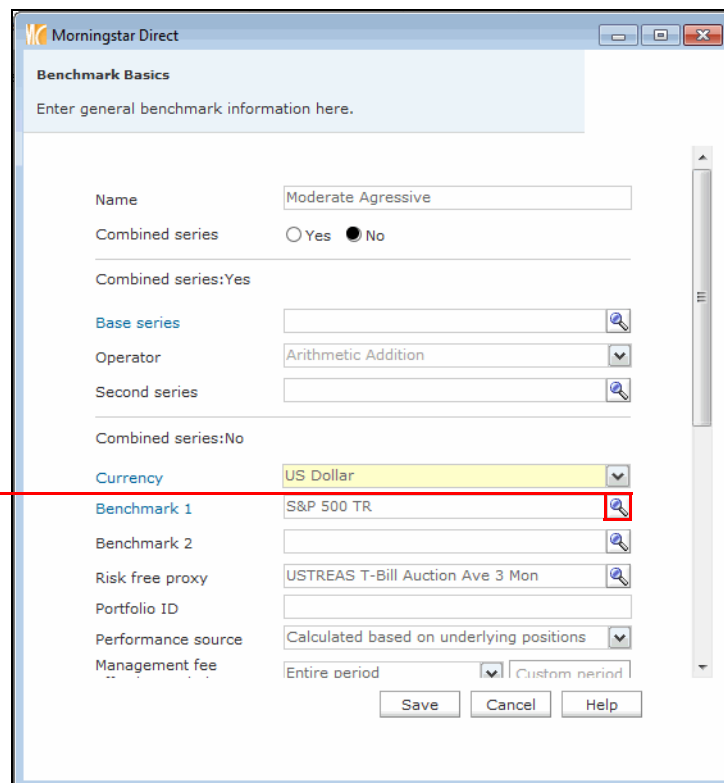 Morningstar Direct
Benchmark Basics
Enter general benchmark information here.
Name Moderate Agressive
Combined series Yes No
Combined series:Yes
Base series
Operator Arithmetic Addition
Second series
Combined series:No
Currency US Dollar
Benchmark 1 S&P 500 TR
Benchmark 2
Risk free proxy USTREAS T-Bill Auction Ave 3 Mon
Portfolio ID
Performance source Calculated based on underlying positions
Management fee
Entire period Custom period
Save Cancel Help